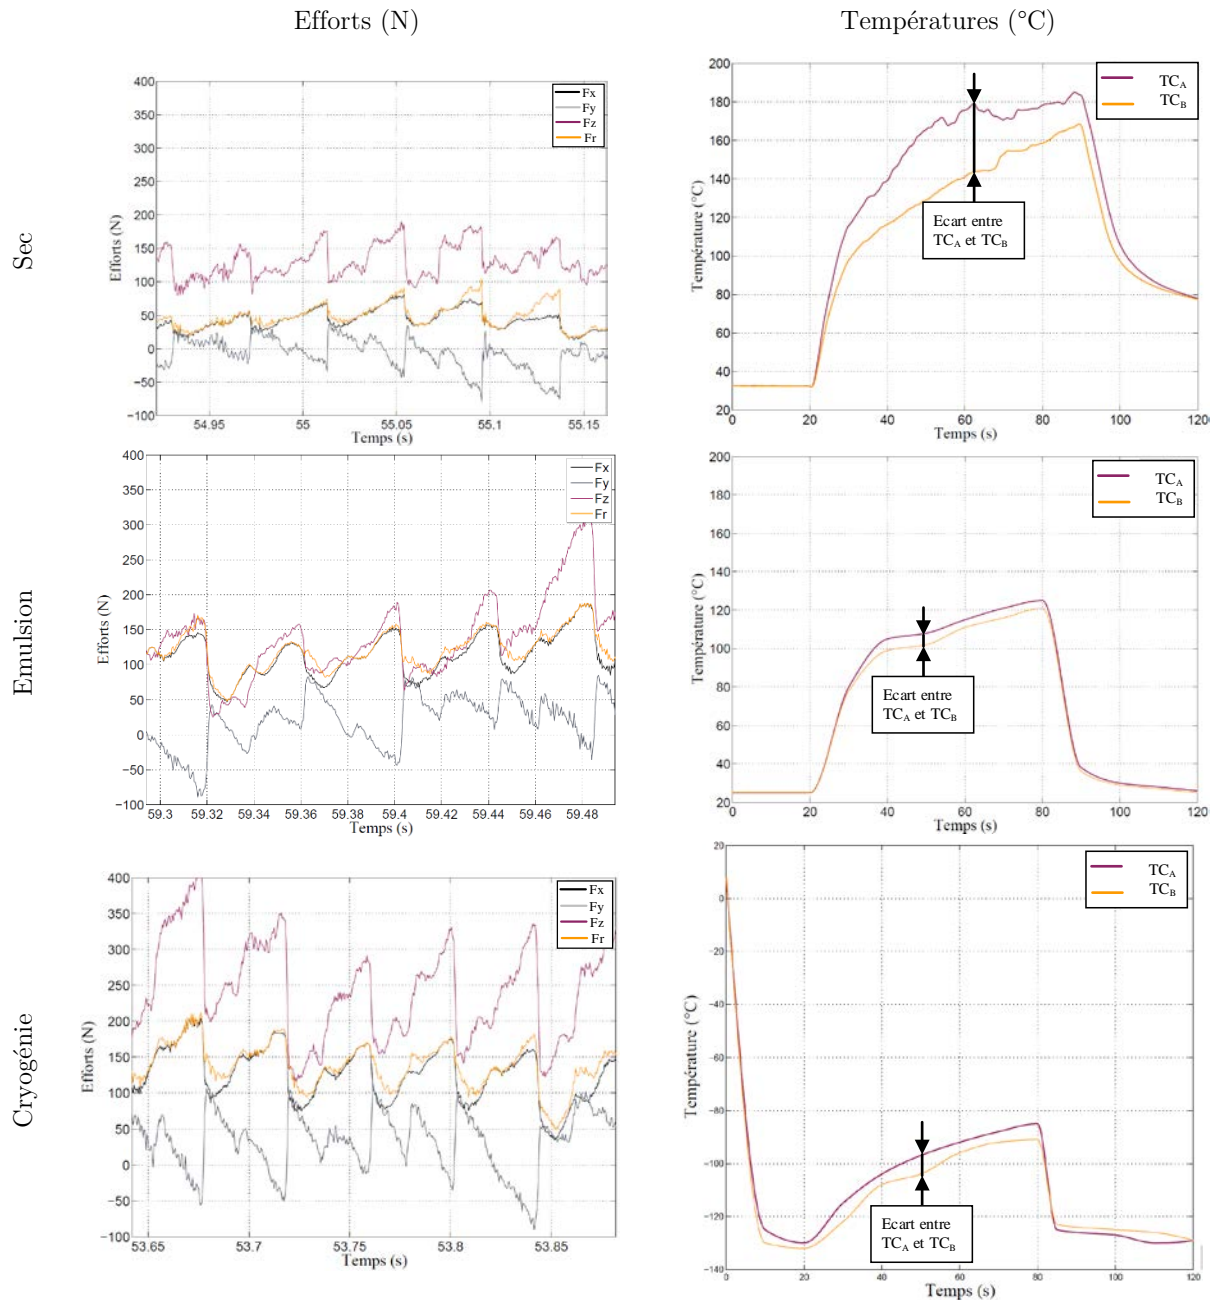 Efforts (N)
Températures (°C)
Sec
400
350
300
250
200
150
100
50
0
−50
−100
Efforts (N)
54.95
55
55.05
55.1
55.15
Temps (s)
Fx
Fy
Fz
Fr
200
180
160
140
120
100
80
60
40
20
Température (°C)
0
20
40
60
80
100
120
Temps (s)
TCA
TCB
Ecart entre
TCA et TCB
Emulsion
400
350
300
250
200
150
100
50
0
−50
−100
Efforts (N)
59.3
59.32
59.34
59.36
59.38
59.4
59.42
59.44
59.46
59.48
Temps (s)
Fx
Fy
Fz
Fr
200
180
160
140
120
100
80
60
40
20
Température (°C)
0
20
40
60
80
100
120
Temps (s)
TCA
TCB
Ecart entre
TCA et TCB
Cryogénie
400
350
300
250
200
150
100
50
0
−50
−100
Efforts (N)
53.65
53.7
53.75
53.8
53.85
Temps (s)
Fx
Fy
Fz
Fr
20
0
−20
−40
−60
−80
−100
−120
−140
Température (°C)
0
20
40
60
80
100
120
Temps (s)
TCA
TCB
Ecart entre
TCA et TCB